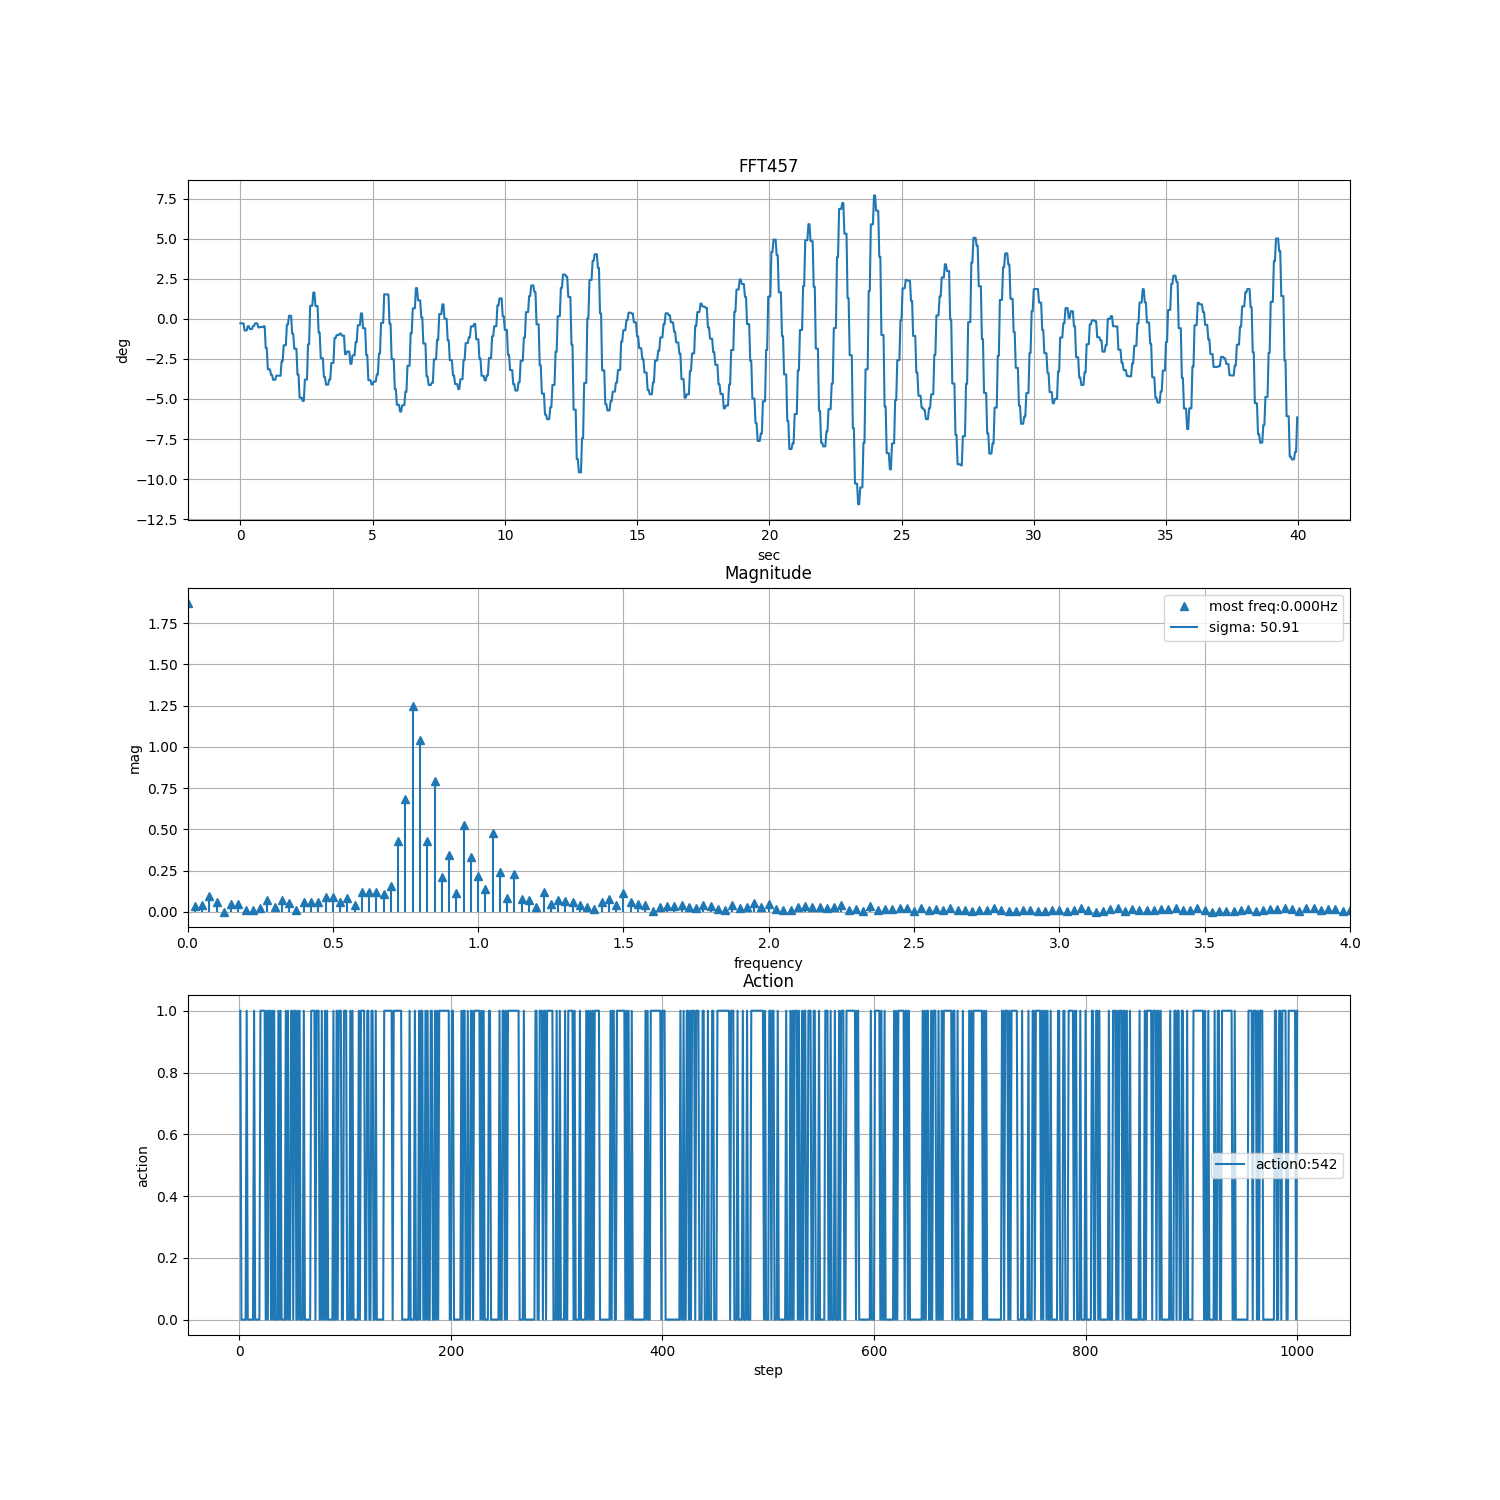 FFT457
7.5
5.0
2.5
0.0
−2.5
−5.0
−7.5
−10.0
−12.5
deg
0 5 10 15 20 25 30 35 40
sec
Magnitude
most freq:0.000Hz
sigma: 50.91
1.75
1.50
1.25
1.00
0.75
0.50
0.25
0.00
mag
0.0 0.5 1.0 1.5 2.0 2.5 3.0 3.5 4.0
frequency
Action
1.0
0.8
0.6
0.4
0.2
0.0
action
action0:542
0 200 400 600 800 1000
step